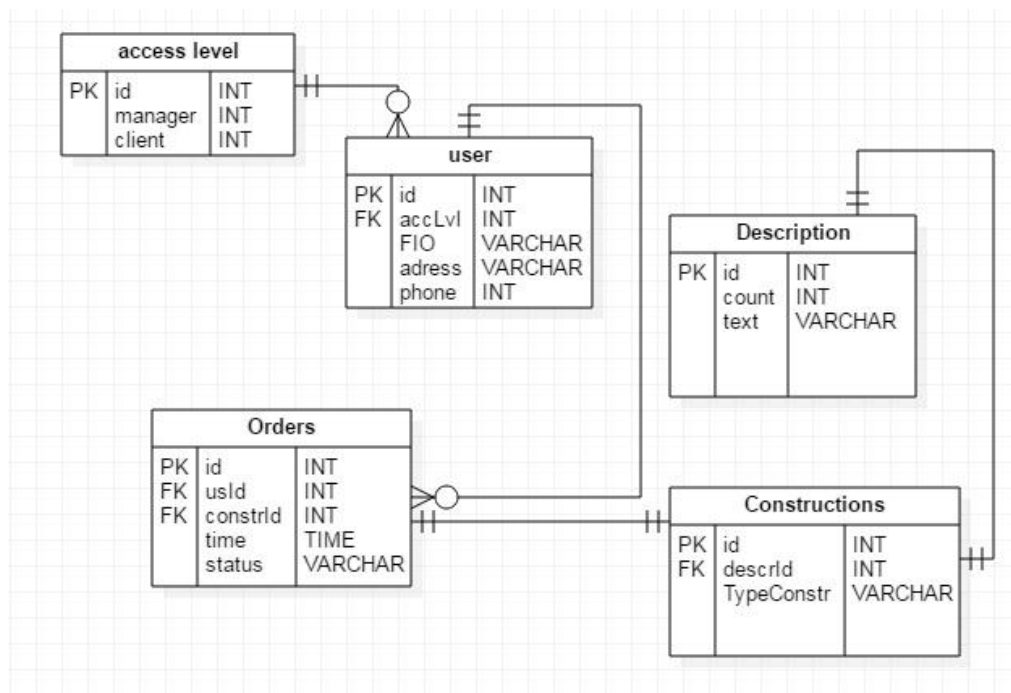 access level
PK id INT
manager INT
client INT
user
PK id INT
FK accLvl INT
FIO VARCHAR
adress VARCHAR
phone INT
Description
PK id INT
count INT
text VARCHAR
Orders
PK id INT
FK usId INT
FK constrId INT
time TIME
status VARCHAR
Constructions
PK id INT
FK descrId INT
TypeConstr VARCHAR